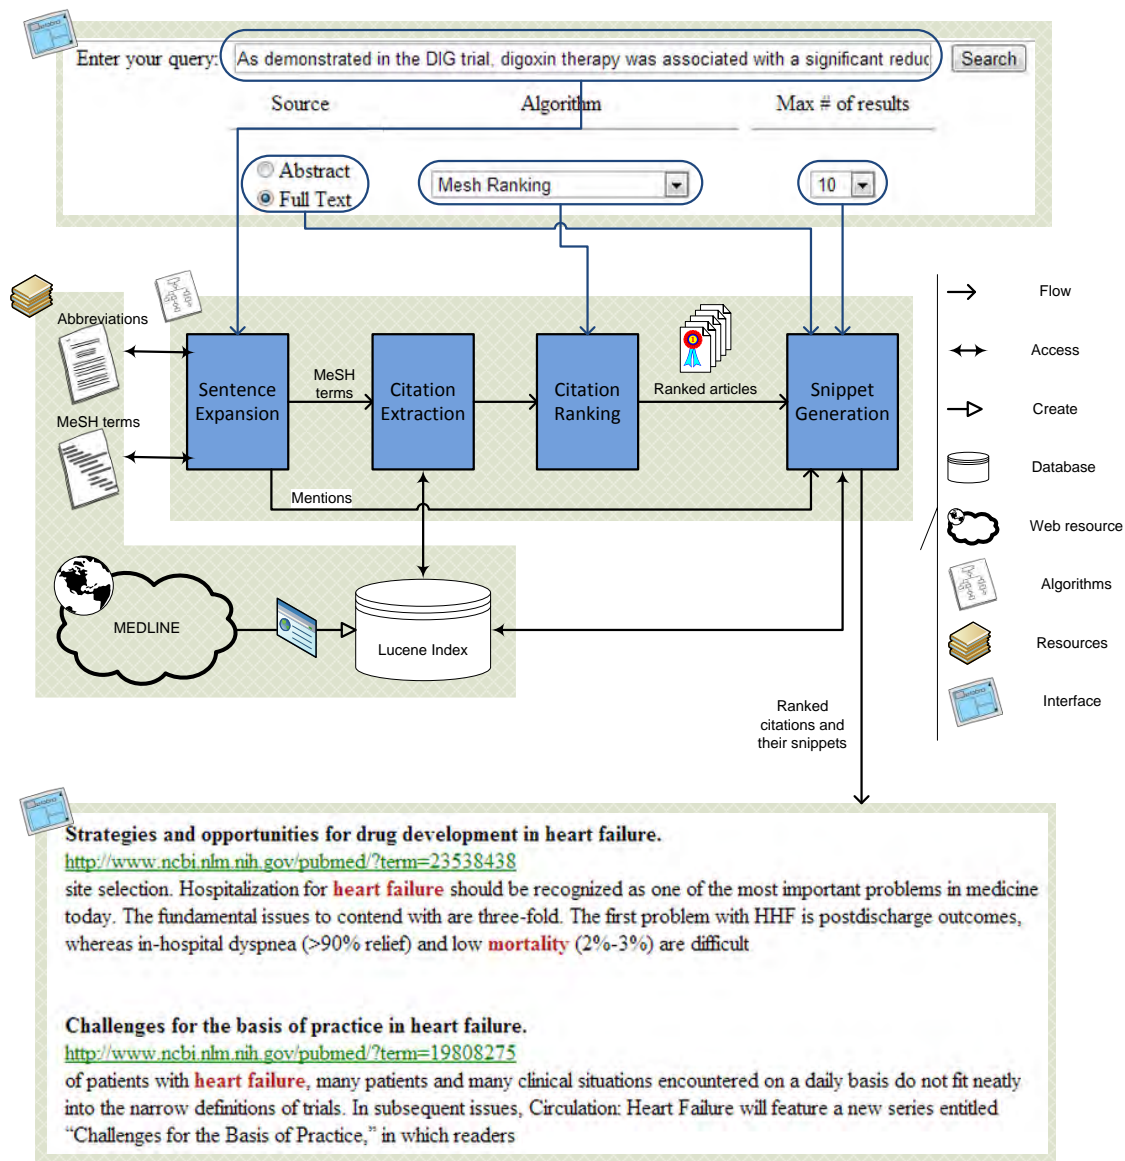 Enter your query: As demonstrated in the DIG trial, digoxin therapy was associated with a significant reduc Search
Source Algorithm Max # of results
Abstract
Full Text
Mesh Ranking
10
Abbreviations
MeSH terms
Sentence
Expansion
MeSH
terms
Citation
Extraction
Citation
Ranking
Ranked articles
Snippet
Generation
Mentions
MEDLINE
Lucene Index
Ranked
citations and
their snippets
Flow
Access
Create
Database
Web resource
Algorithms
Resources
Interface
Strategies and opportunities for drug development in heart failure.
http://www.ncbi.nlm.nih.gov/pubmed/?term=23538438
site selection. Hospitalization for heart failure should be recognized as one of the most important problems in medicine
today. The fundamental issues to contend with are three-fold. The first problem with HHF is postdischarge outcomes,
whereas in-hospital dyspnea (>90% relief) and low mortality (2%-3%) are difficult
Challenges for the basis of practice in heart failure.
http://www.ncbi.nlm.nih.gov/pubmed/?term=19808275
of patients with heart failure, many patients and many clinical situations encountered on a daily basis do not fit neatly
into the narrow definitions of trials. In subsequent issues, Circulation: Heart Failure will feature a new series entitled
“Challenges for the Basis of Practice,” in which readers